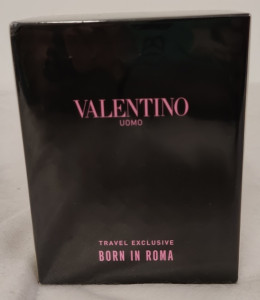 VALENTINO
UOMO
TRAVEL EXCLUSIVE
BORN IN ROMA